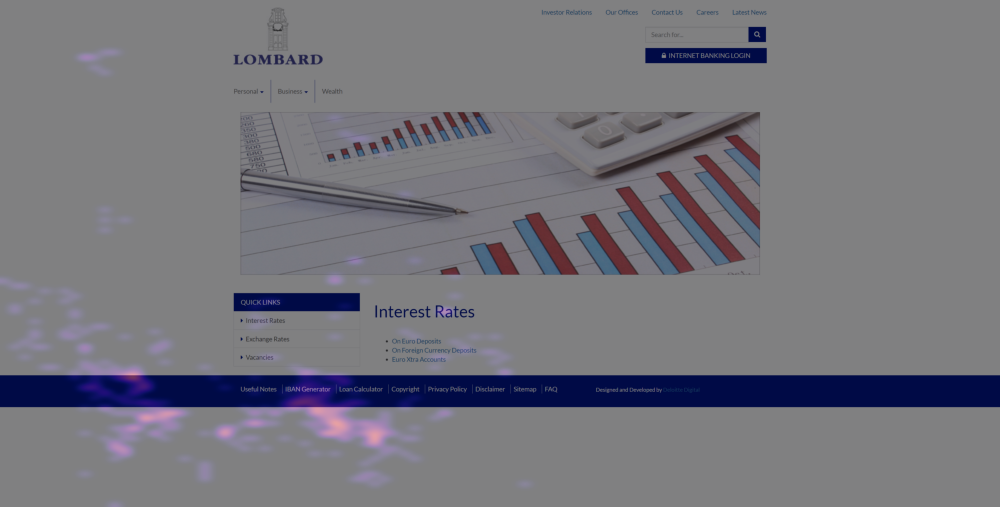 Investor Relations Our Offices Contact Us Careers Latest News
LOMBARD
Search for...
INTERNET BANKING LOGIN
Personal Business Wealth
QUICK LINKS
Interest Rates
Exchange Rates
Vacancies
Interest Rates
On Euro Deposits
On Foreign Currency Deposits
Euro Xtra Accounts
Useful Notes IBAN Generator Loan Calculator Copyright Privacy Policy Disclaimer Sitemap FAQ Designed and Developed by Deloitte Digital